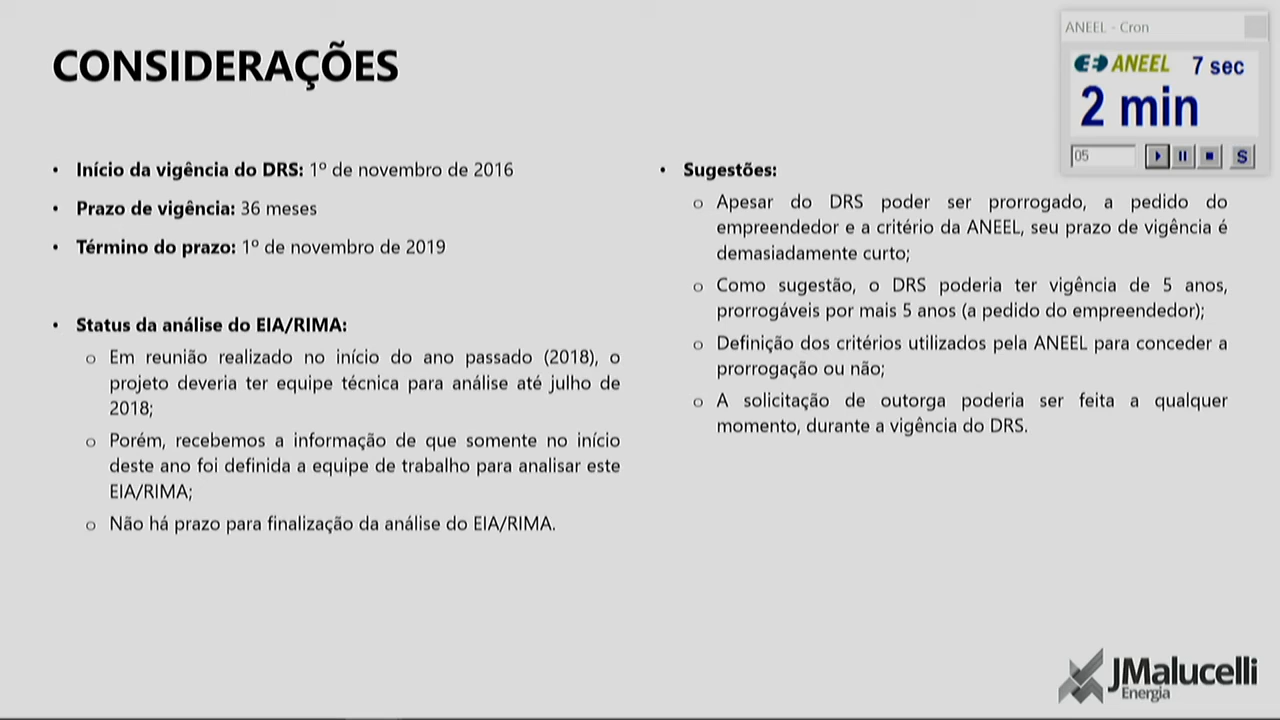 CONSIDERAÇÕES
ANEEL - Cron
ANEEL 7 sec
2 min
05
S
• Início da vigência do DRS: 1º de novembro de 2016
• Prazo de vigência: 36 meses
• Término do prazo: 1º de novembro de 2019
• Status da análise do EIA/RIMA:
o Em reunião realizado no início do ano passado (2018), o
projeto deveria ter equipe técnica para análise até julho de
2018;
o Porém, recebemos a informação de que somente no início
deste ano foi definida a equipe de trabalho para analisar este
EIA/RIMA;
o Não há prazo para finalização da análise do EIA/RIMA.
• Sugestões:
o Apesar do DRS poder ser prorrogado, a pedido do
empreendedor e a critério da ANEEL, seu prazo de vigência é
demasiadamente curto;
o Como sugestão, o DRS poderia ter vigência de 5 anos,
prorrogáveis por mais 5 anos (a pedido do empreendedor);
o Definição dos critérios utilizados pela ANEEL para conceder a
prorrogação ou não;
o A solicitação de outorga poderia ser feita a qualquer
momento, durante a vigência do DRS.
JMalucelli
Energia